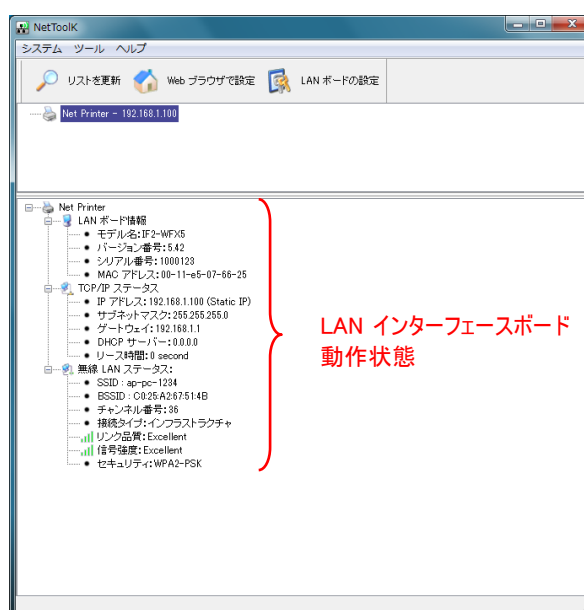 NetToolK
システム ツール ヘルプ
リストを更新 Web ブラウザで設定 LAN ボードの設定
Net Printer - 192.168.1.100
Net Printer
LAN ボード情報
モデル名:IF2-WFX5
バージョン番号:5.42
シリアル番号:1000123
MAC アドレス:00-11-e5-07-66-25
TCP/IP ステータス
IP アドレス:192.168.1.100 (Static IP)
サブネットマスク:255.255.255.0
ゲートウェイ:192.168.1.1
DHCP サーバー:0.0.0.0
リース時間:0 second
無線 LAN ステータス:
SSID : ap-pc-1234
BSSID : C0:25:A2:67:51:4B
チャンネル番号:36
接続タイプ:インフラストラクチャ
リンク品質:Excellent
信号強度:Excellent
セキュリティ:WPA2-PSK
LAN インターフェースボード
動作状態